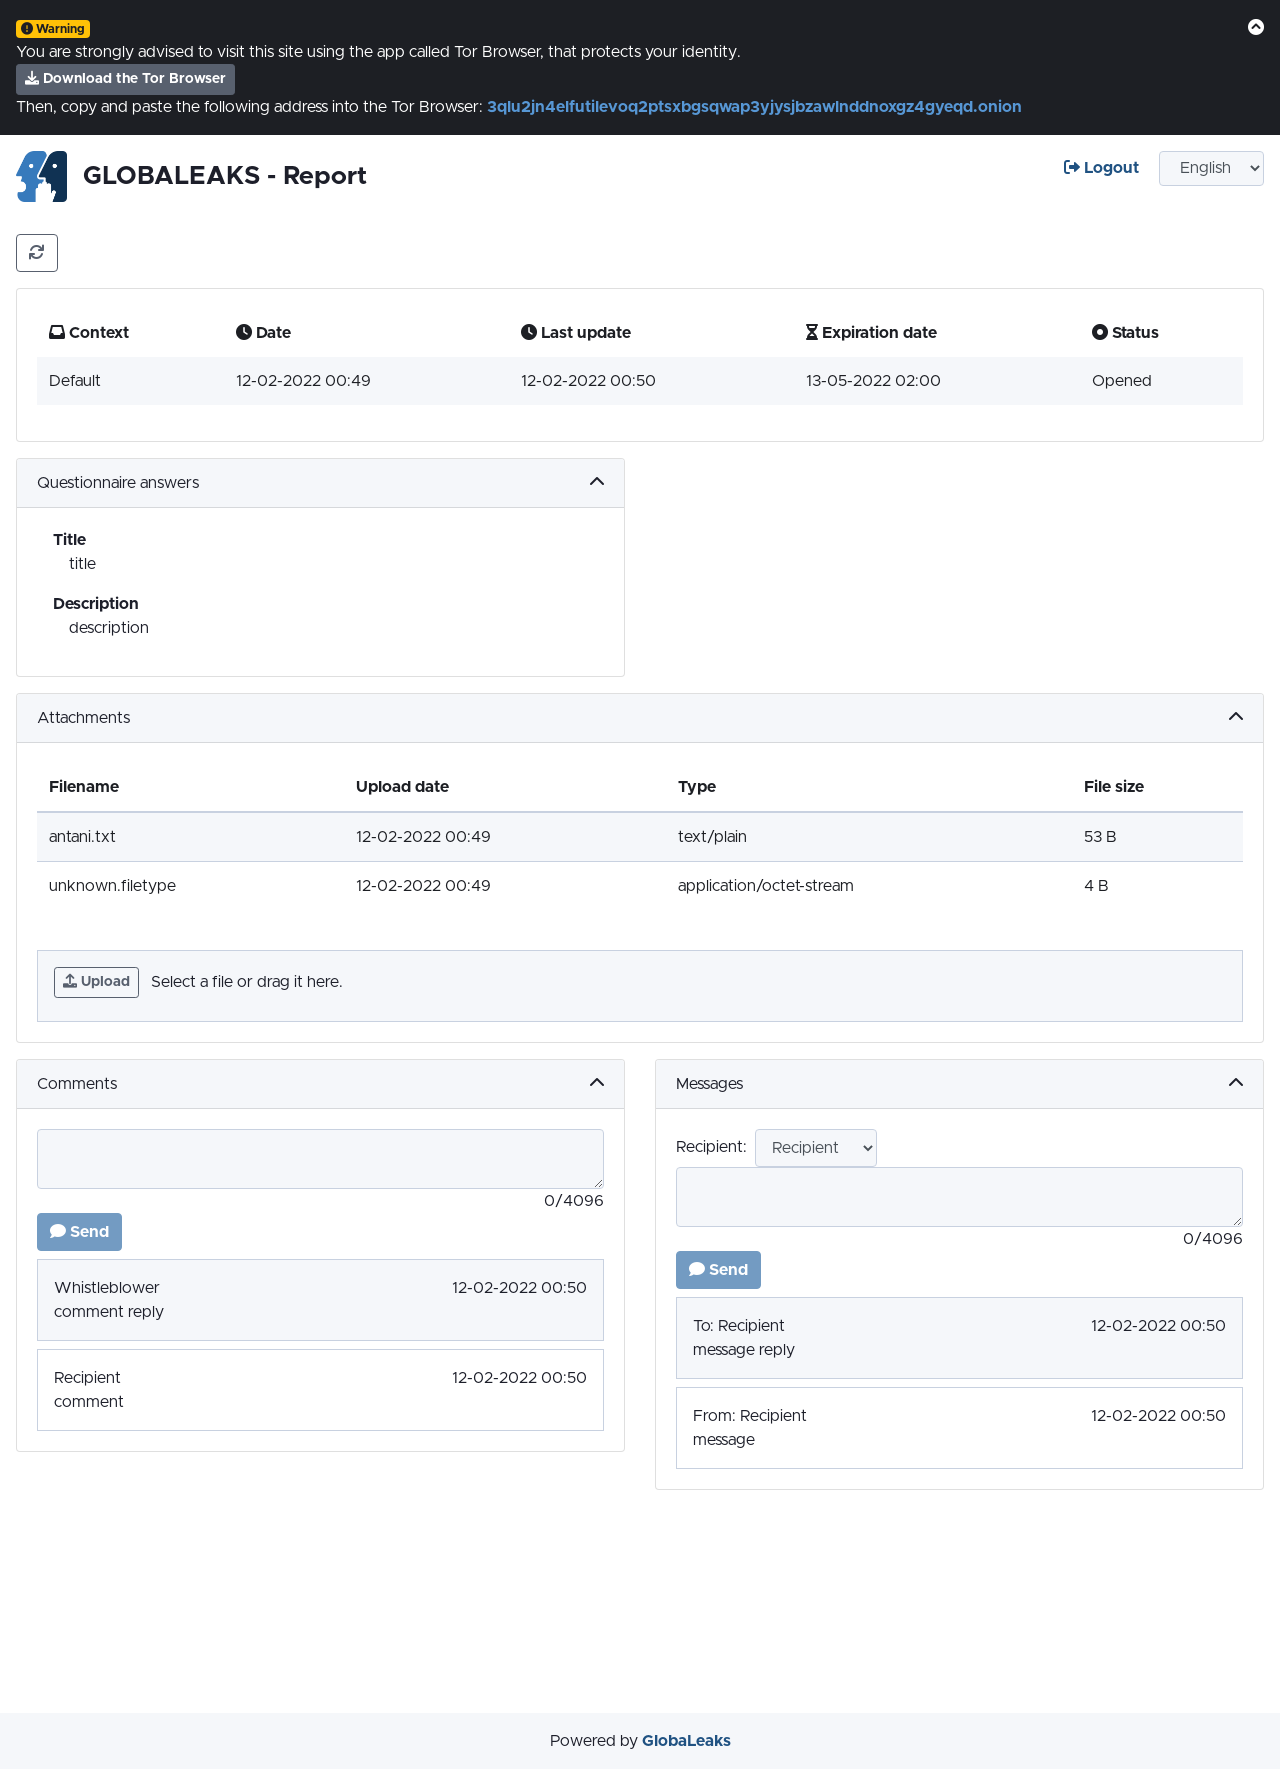 Warning
You are strongly advised to visit this site using the app called Tor Browser, that protects your identity.
Download the Tor Browser
Then, copy and paste the following address into the Tor Browser: 3qlu2jn4elfutilevoq2ptsxbgsqwap3yjysjbzawlnddnoxgz4gyeqd.onion
GLOBALEAKS - Report
Logout English
Context Date Last update Expiration date Status
Default 12-02-2022 00:49 12-02-2022 00:50 13-05-2022 02:00 Opened
Questionnaire answers
Title
title
Description
description
Attachments
Filename Upload date Type File size
antani.txt 12-02-2022 00:49 text/plain 53 B
unknown.filetype 12-02-2022 00:49 application/octet-stream 4 B
Upload Select a file or drag it here.
Comments
0/4096
Send
Whistleblower 12-02-2022 00:50
comment reply
Recipient 12-02-2022 00:50
comment
Messages
Recipient: Recipient
0/4096
Send
To: Recipient 12-02-2022 00:50
message reply
From: Recipient 12-02-2022 00:50
message
Powered by GlobaLeaks